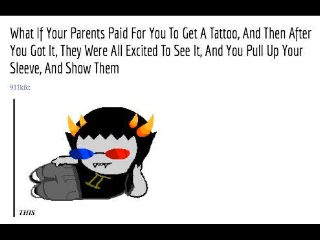 What If Your Parents Paid For You To Get A Tattoo, And Then After
You Got It, They Were All Excited To See It, And You Pull Up Your
Sleeve, And Show Them
THIS